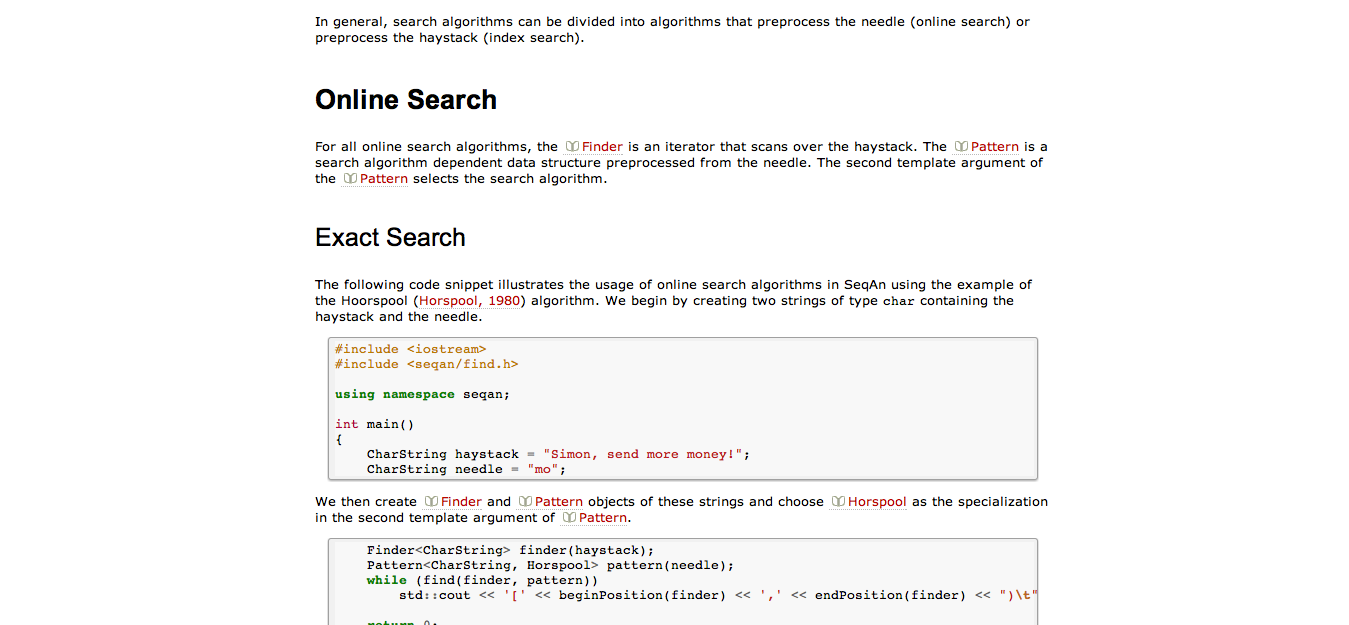 In general, search algorithms can be divided into algorithms that preprocess the needle (online search) or
preprocess the haystack (index search).
Online Search
For all online search algorithms, the Finder is an iterator that scans over the haystack. The Pattern is a
search algorithm dependent data structure preprocessed from the needle. The second template argument of
the Pattern selects the search algorithm.
Exact Search
The following code snippet illustrates the usage of online search algorithms in SeqAn using the example of
the Hoorspool (Horspool, 1980) algorithm. We begin by creating two strings of type char containing the
haystack and the needle.
#include <iostream>
#include <seqan/find.h>
using namespace seqan;
int main()
{
    CharString haystack = "Simon, send more money!";
    CharString needle = "mo";
We then create Finder and Pattern objects of these strings and choose Horspool as the specialization
in the second template argument of Pattern.
    Finder<CharString> finder(haystack);
    Pattern<CharString, Horspool> pattern(needle);
    while (find(finder, pattern))
        std::cout << '[' << beginPosition(finder) << ',' << endPosition(finder) << ")\t"